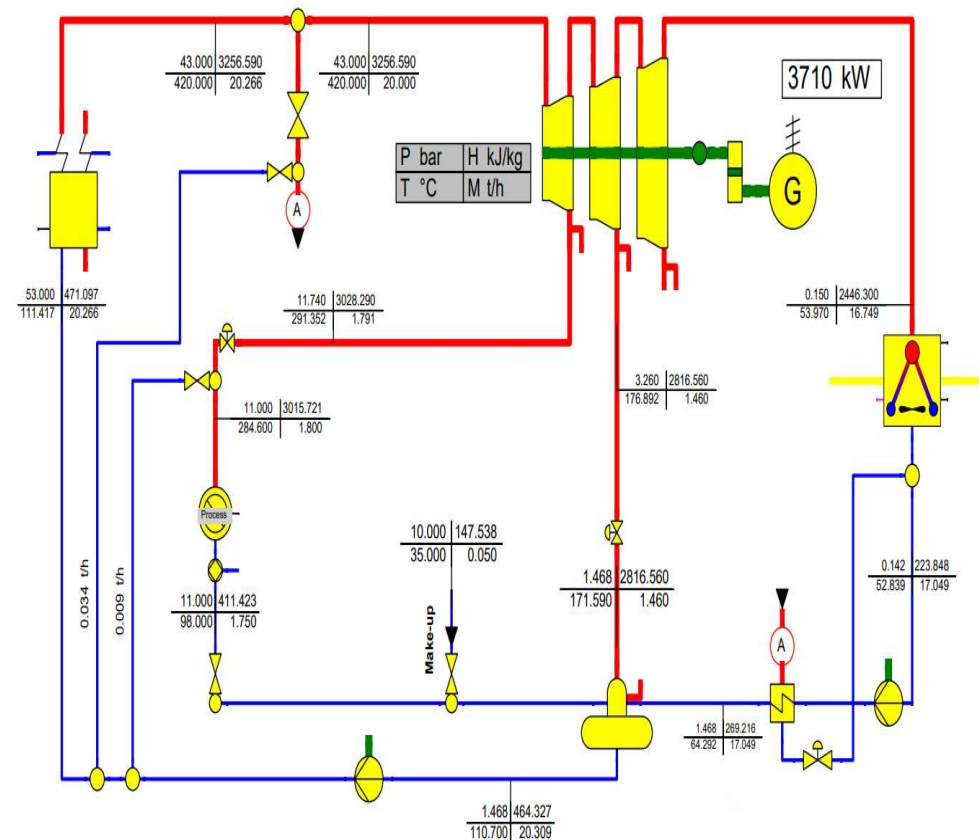 43.000 3256.590
420.000 20.266
43.000 3256.590
420.000 20.000
3710 kW
P bar H kJ/kg
T °C M t/h
G
A
53.000 471.097
111.417 20.266
11.740 3028.290
291.352 1.791
0.150 2446.300
53.970 16.749
3.260 2816.560
176.892 1.460
11.000 3015.721
284.600 1.800
Process
10.000 147.538
35.000 0.050
1.468 2816.560
171.590 1.460
0.142 223.848
52.839 17.049
0.034 t/h
0.009 t/h
11.000 411.423
98.000 1.750
Make-up
A
1.468 269.216
64.292 17.049
1.468 464.327
110.700 20.309